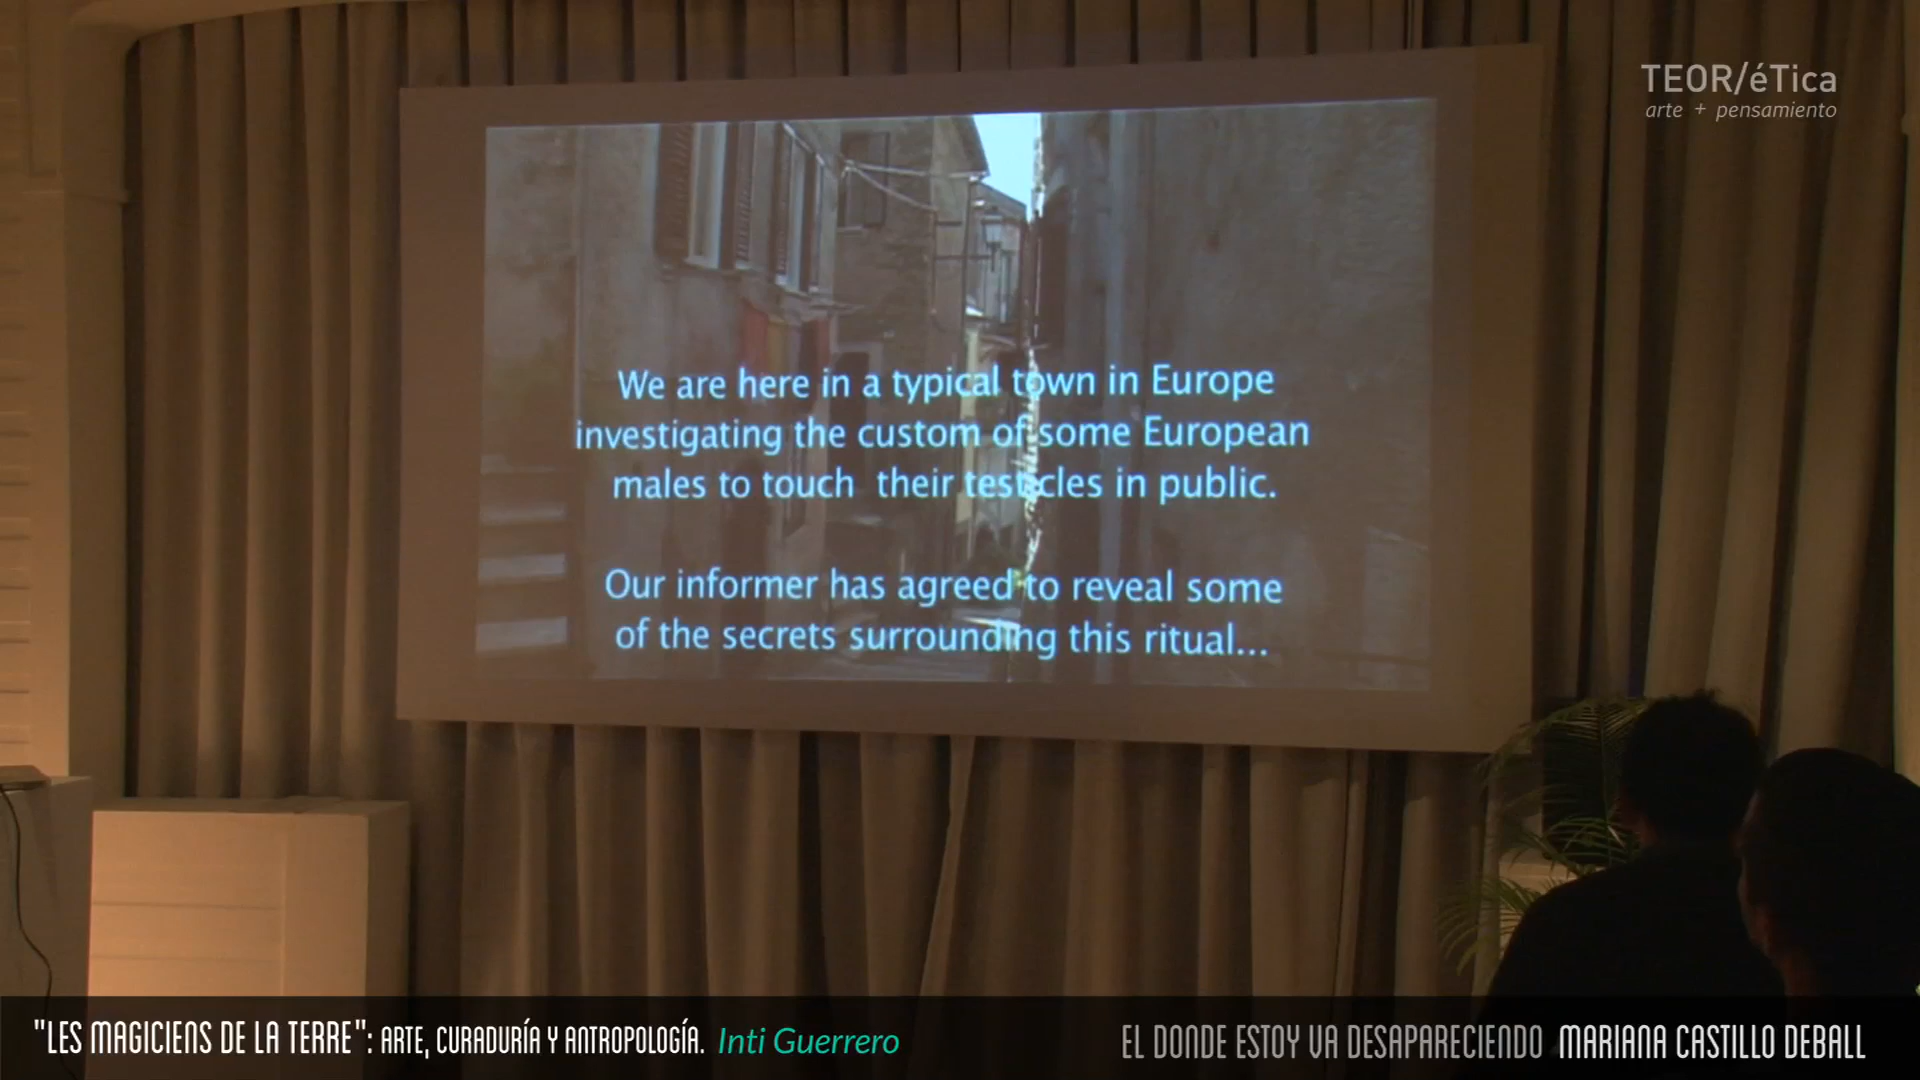 TEOR/éTica
arte + pensamiento
We are here in a typical town in Europe
investigating the custom of some European
males to touch their testicles in public.
Our informer has agreed to reveal some
of the secrets surrounding this ritual...
"LES MAGICIENS DE LA TERRE": ARTE, CURADURÍA Y ANTROPOLOGÍA. Inti Guerrero
EL DONDE ESTOY VA DESAPARECIENDO MARIANA CASTILLO DEBALL